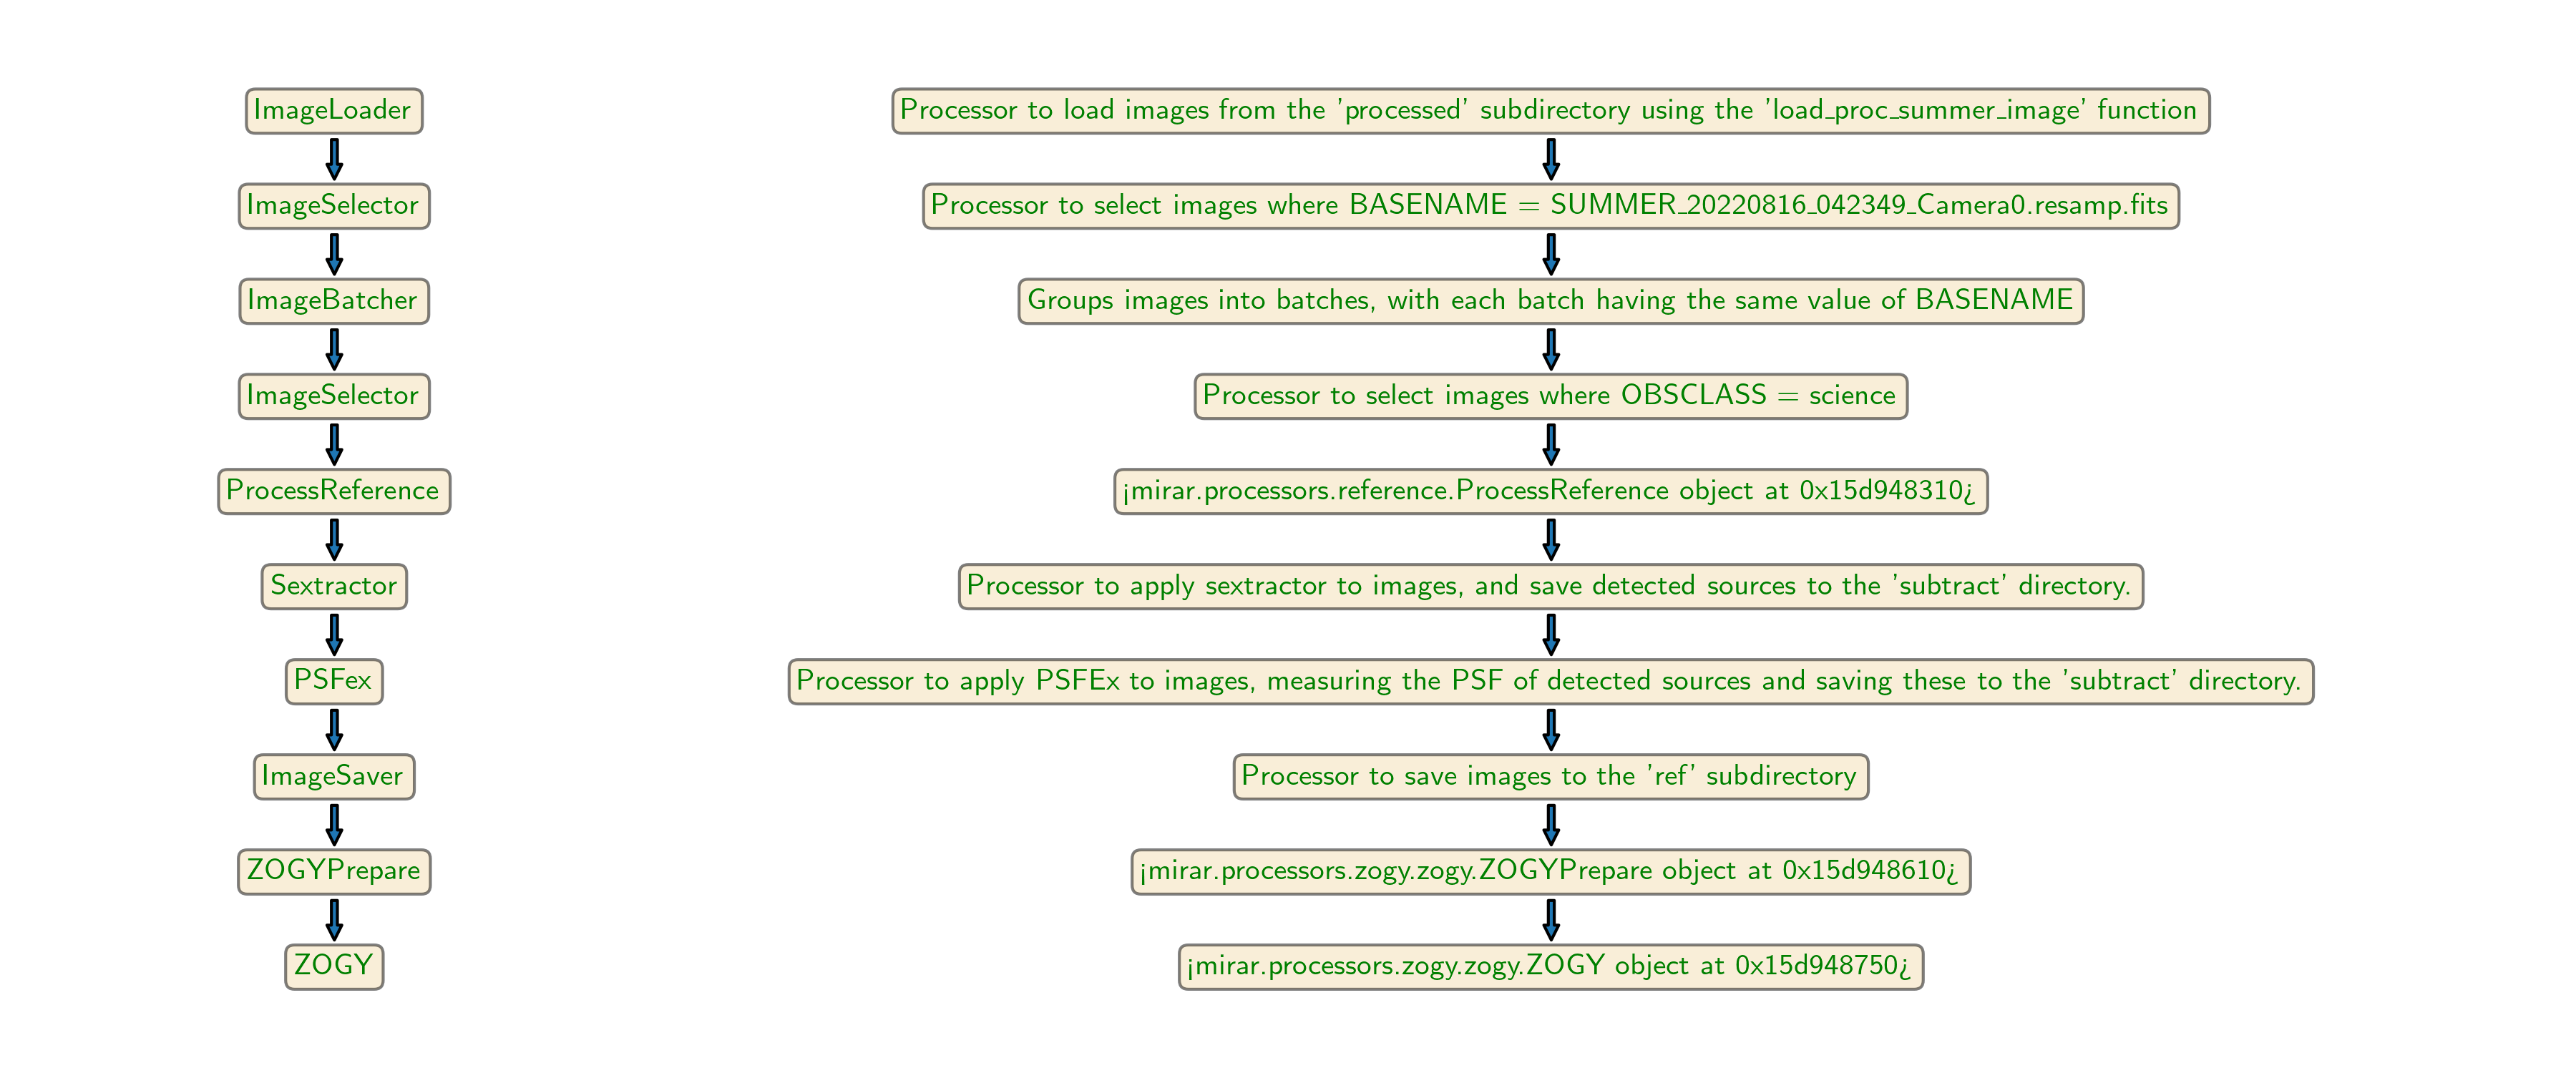 ImageLoader
Processor to load images from the 'processed' subdirectory using the 'load_proc_summer_image' function
ImageSelector
Processor to select images where BASENAME = SUMMER_20220816_042349_Camera0.resamp.fits
ImageBatcher
Groups images into batches, with each batch having the same value of BASENAME
ImageSelector
Processor to select images where OBSCLASS = science
ProcessReference
<mirar.processors.reference.ProcessReference object at 0x15d948310>
Sextractor
Processor to apply sextractor to images, and save detected sources to the 'subtract' directory.
PSFex
Processor to apply PSFEx to images, measuring the PSF of detected sources and saving these to the 'subtract' directory.
ImageSaver
Processor to save images to the 'ref' subdirectory
ZOGYPrepare
<mirar.processors.zogy.zogy.ZOGYPrepare object at 0x15d948610>
ZOGY
<mirar.processors.zogy.zogy.ZOGY object at 0x15d948750>